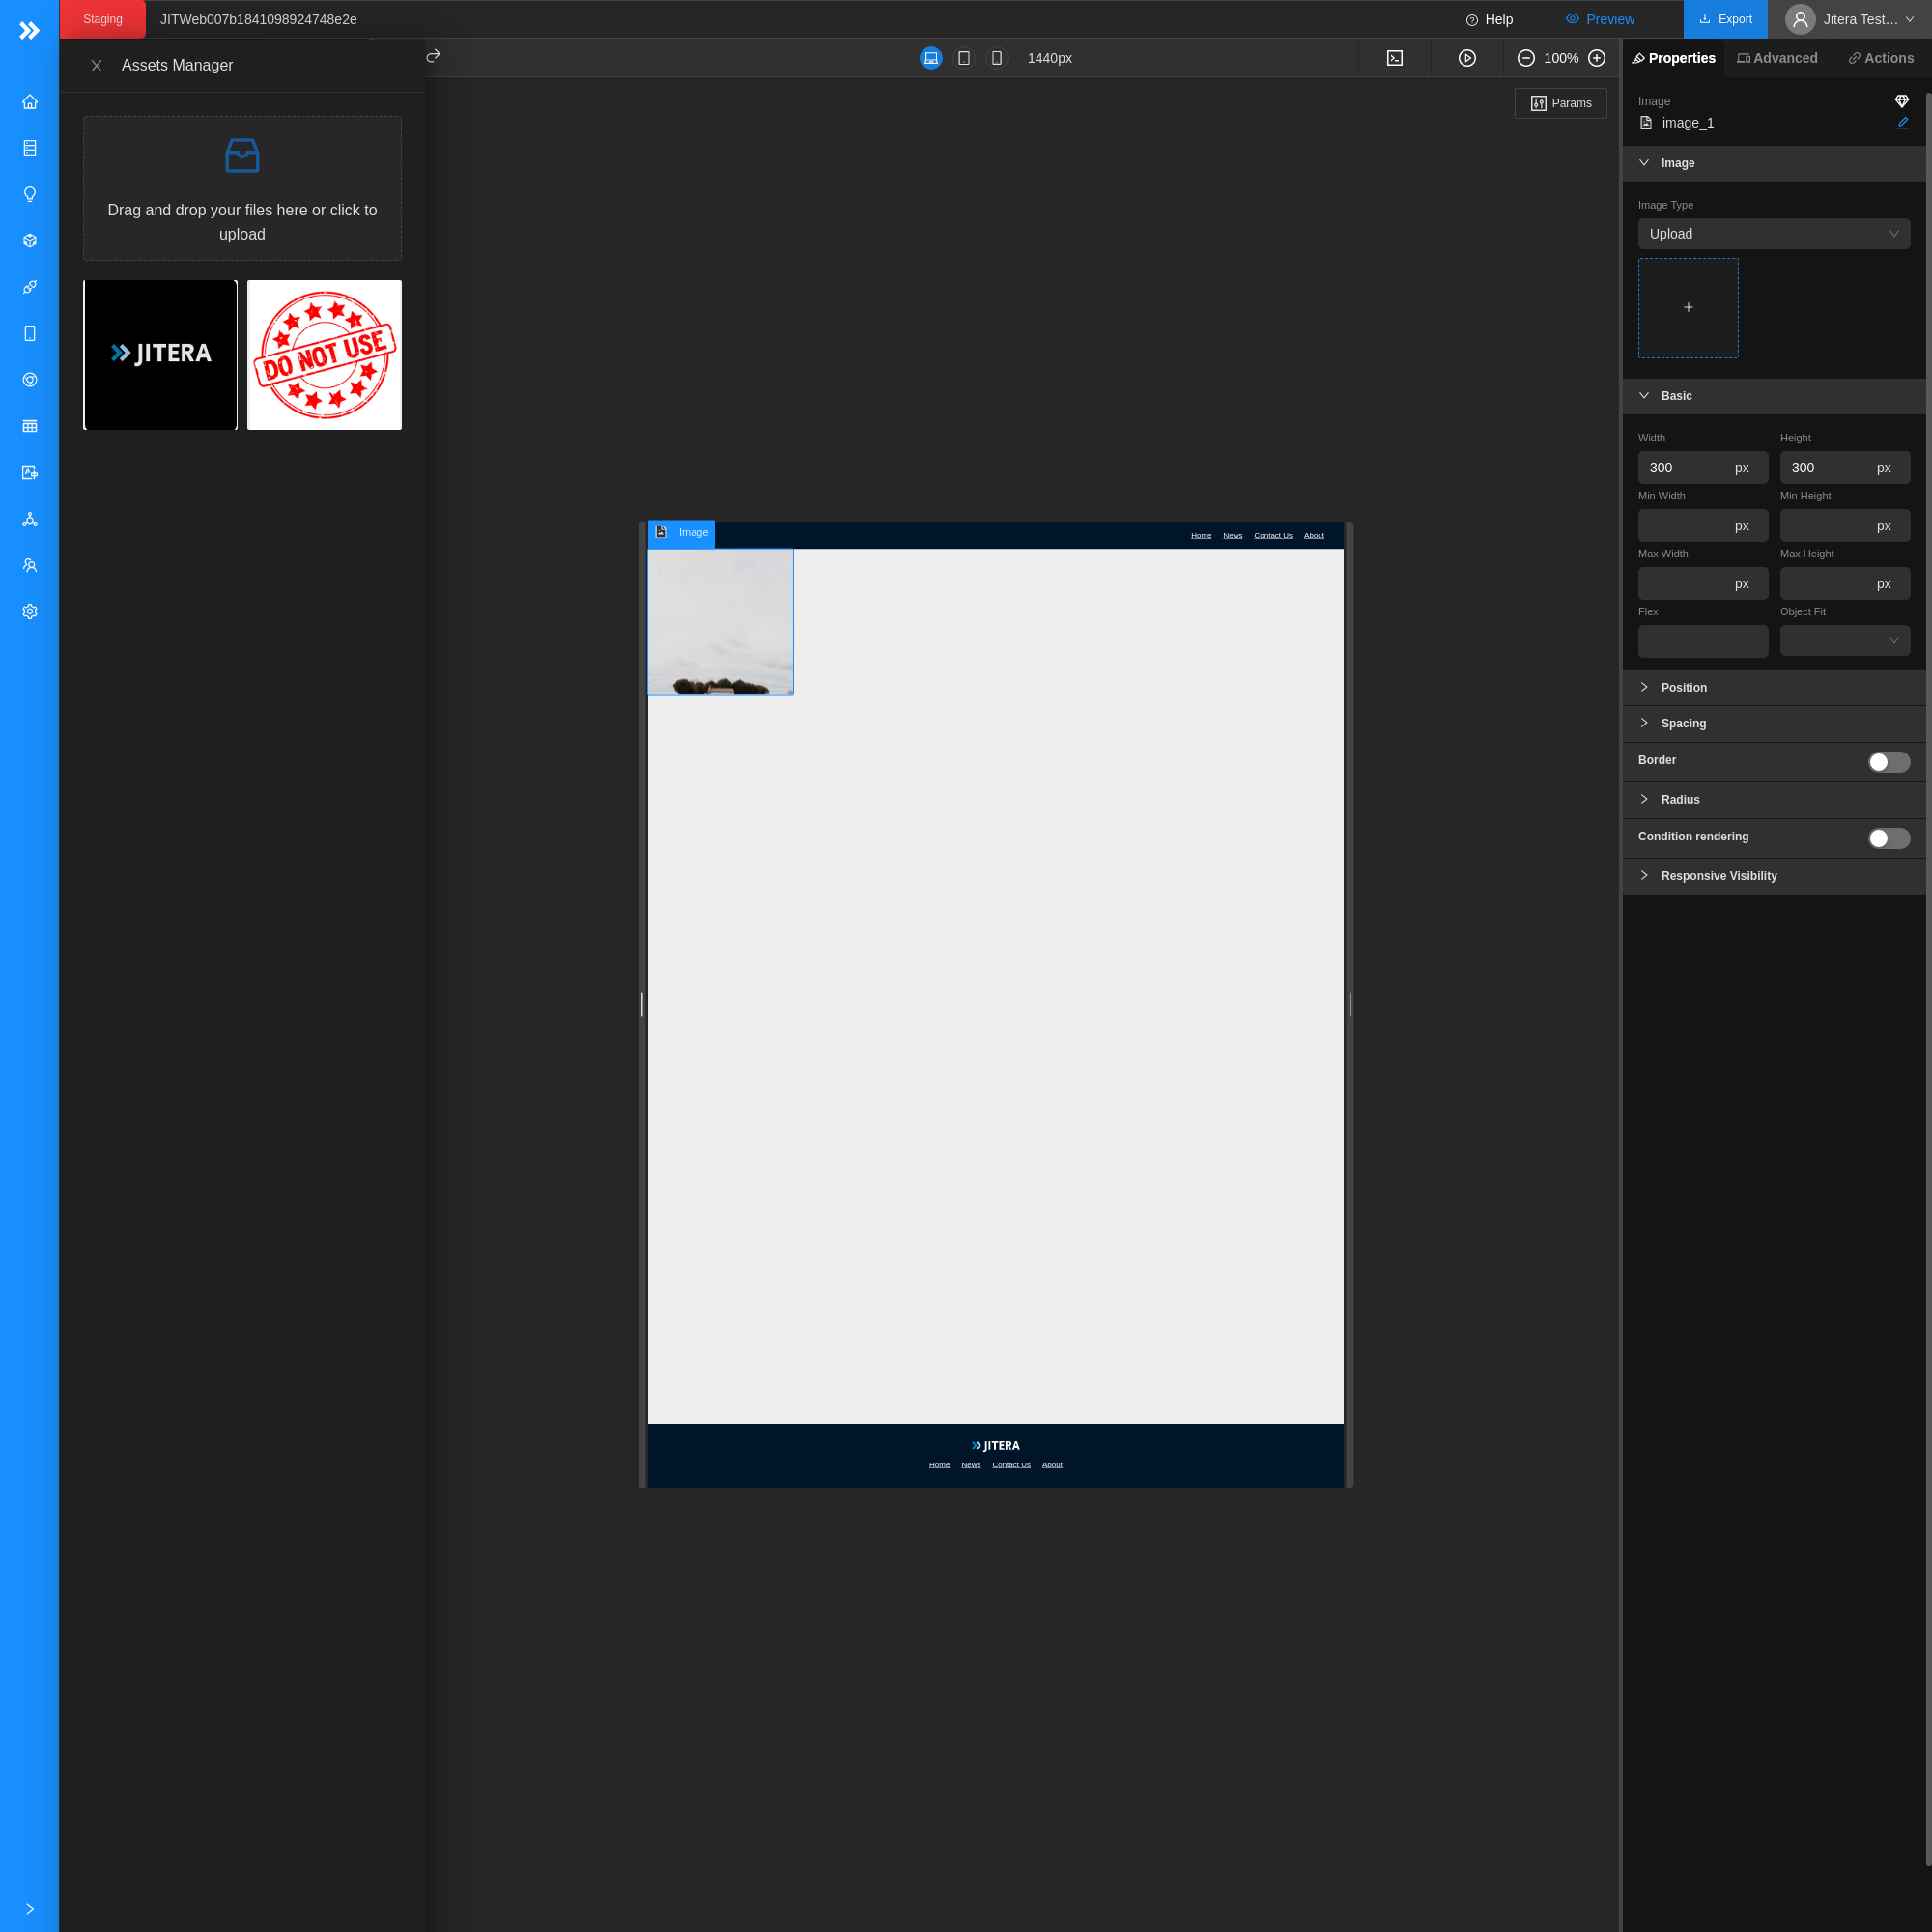 Staging
JITWeb007b1841098924748e2e
Help
Preview
Export
Jitera Test...
Assets Manager
1440px
100%
Properties
Advanced
Actions
Params
Drag and drop your files here or click to
upload
JITERA
DO NOT USE
Image
image_1
Image
Image Type
Upload
+
Basic
Width
Height
300 px
300 px
Min Width
Min Height
px
px
Max Width
Max Height
px
px
Flex
Object Fit
Position
Spacing
Border
Radius
Condition rendering
Responsive Visibility
Image
Home News Contact Us About
JITERA
Home News Contact Us About